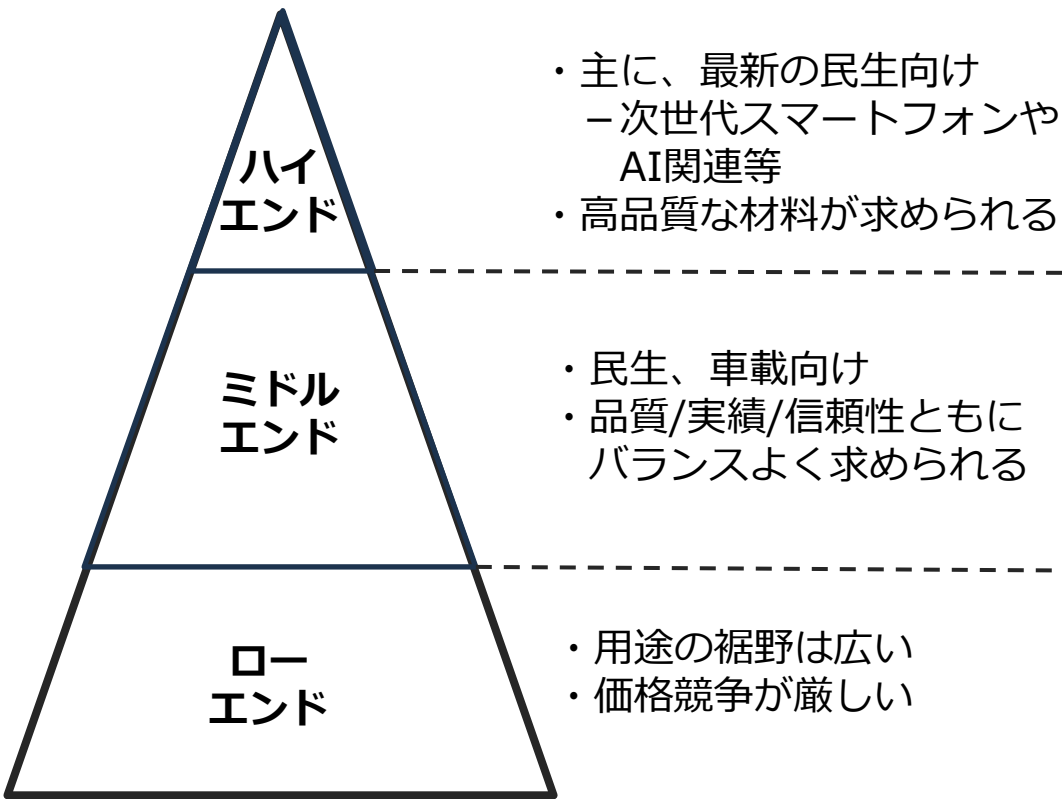 ハイ
エンド
・主に、最新の民生向け
－次世代スマートフォンや
AI関連等
・高品質な材料が求められる
ミドル
エンド
・民生、車載向け
・品質/実績/信頼性ともに
バランスよく求められる
ロー
エンド
・用途の裾野は広い
・価格競争が厳しい